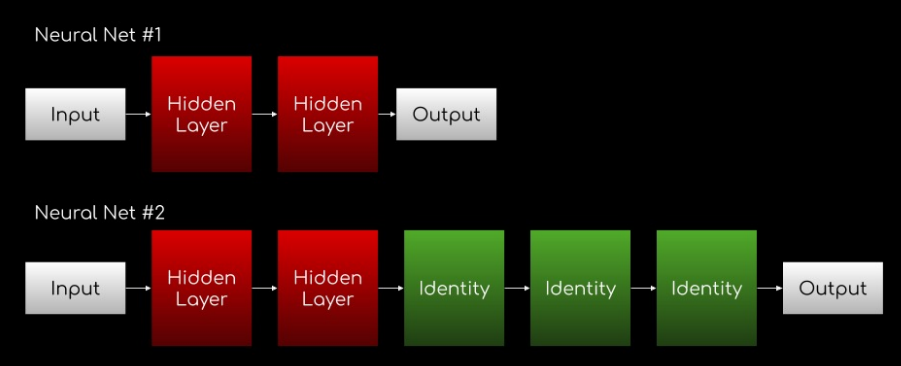 Neural Net #1
Input
Hidden
Layer
Hidden
Layer
Output
Neural Net #2
Input
Hidden
Layer
Hidden
Layer
Identity
Identity
Identity
Output